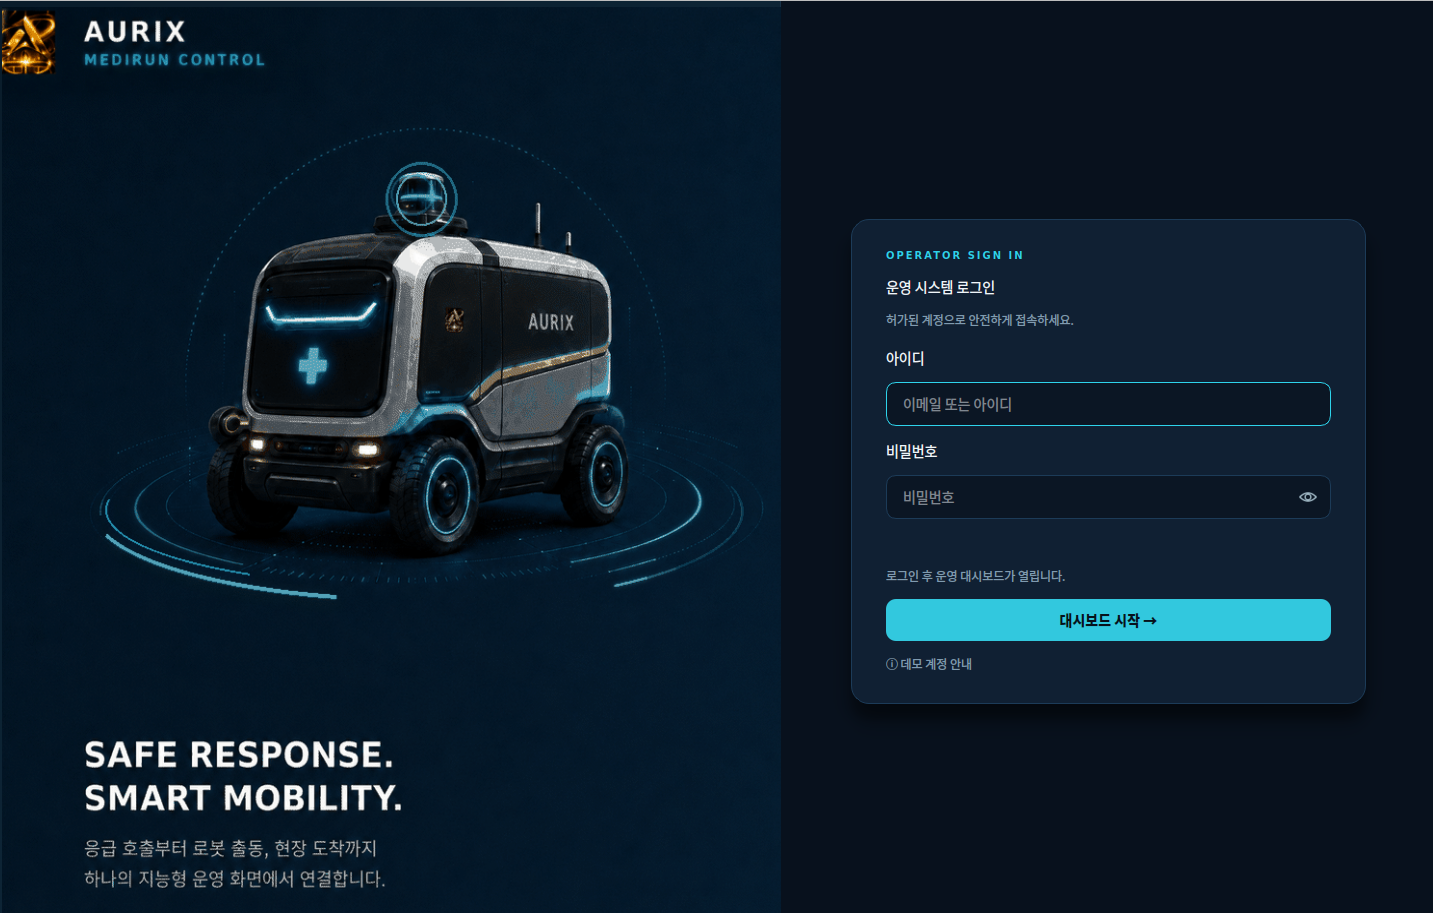 AURIX
MEDIRUN CONTROL
AURIX
SAFE RESPONSE.
SMART MOBILITY.
응급 호출부터 로봇 출동, 현장 도착까지
하나의 지능형 운영 화면에서 연결합니다.
OPERATOR SIGN IN
운영 시스템 로그인
허가된 계정으로 안전하게 접속하세요.
아이디
이메일 또는 아이디
비밀번호
비밀번호
로그인 후 운영 대시보드가 열립니다.
대시보드 시작 →
ⓘ 데모 계정 안내